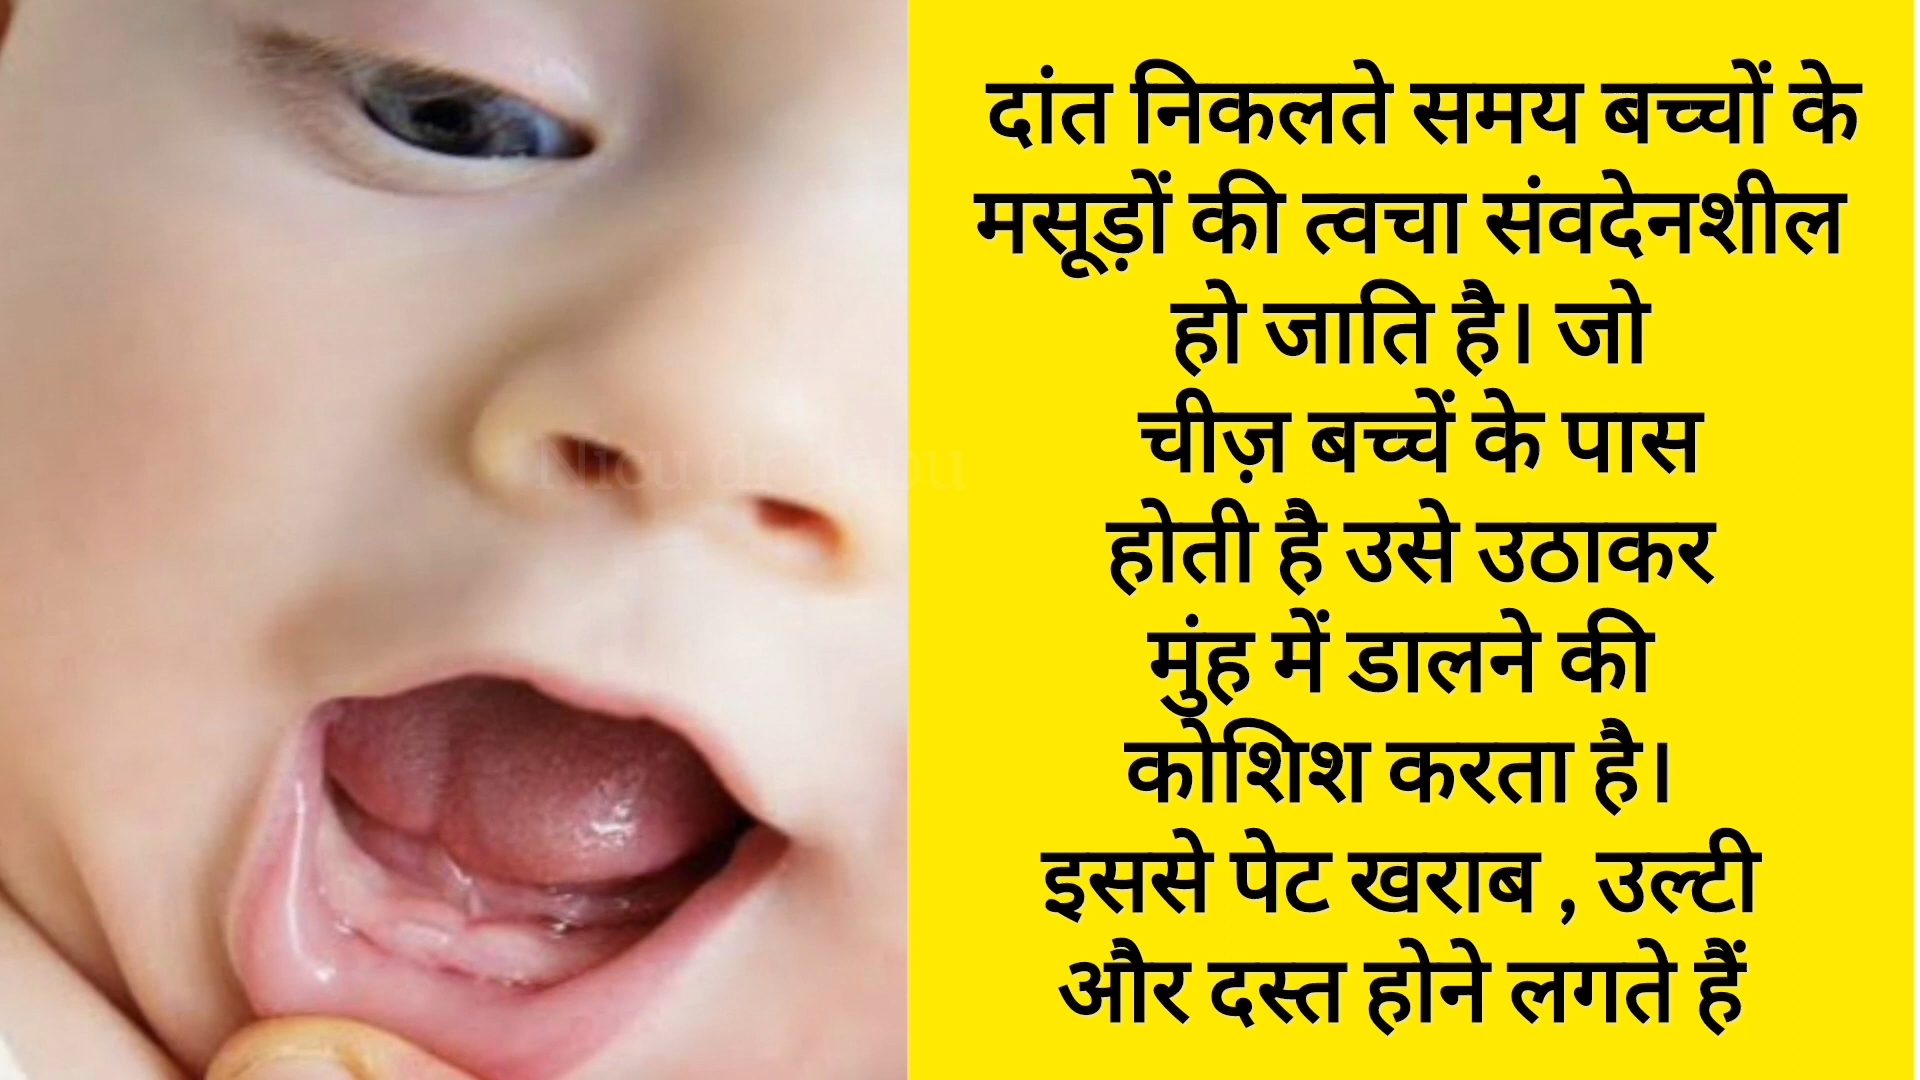 दांत निकलते समय बच्चों के
मसूड़ों की त्वचा संवदेनशील
हो जाति है। जो
चीज़ बच्चें के पास
होती है उसे उठाकर
मुंह में डालने की
कोशिश करता है।
इससे पेट खराब , उल्टी
और दस्त होने लगते हैं